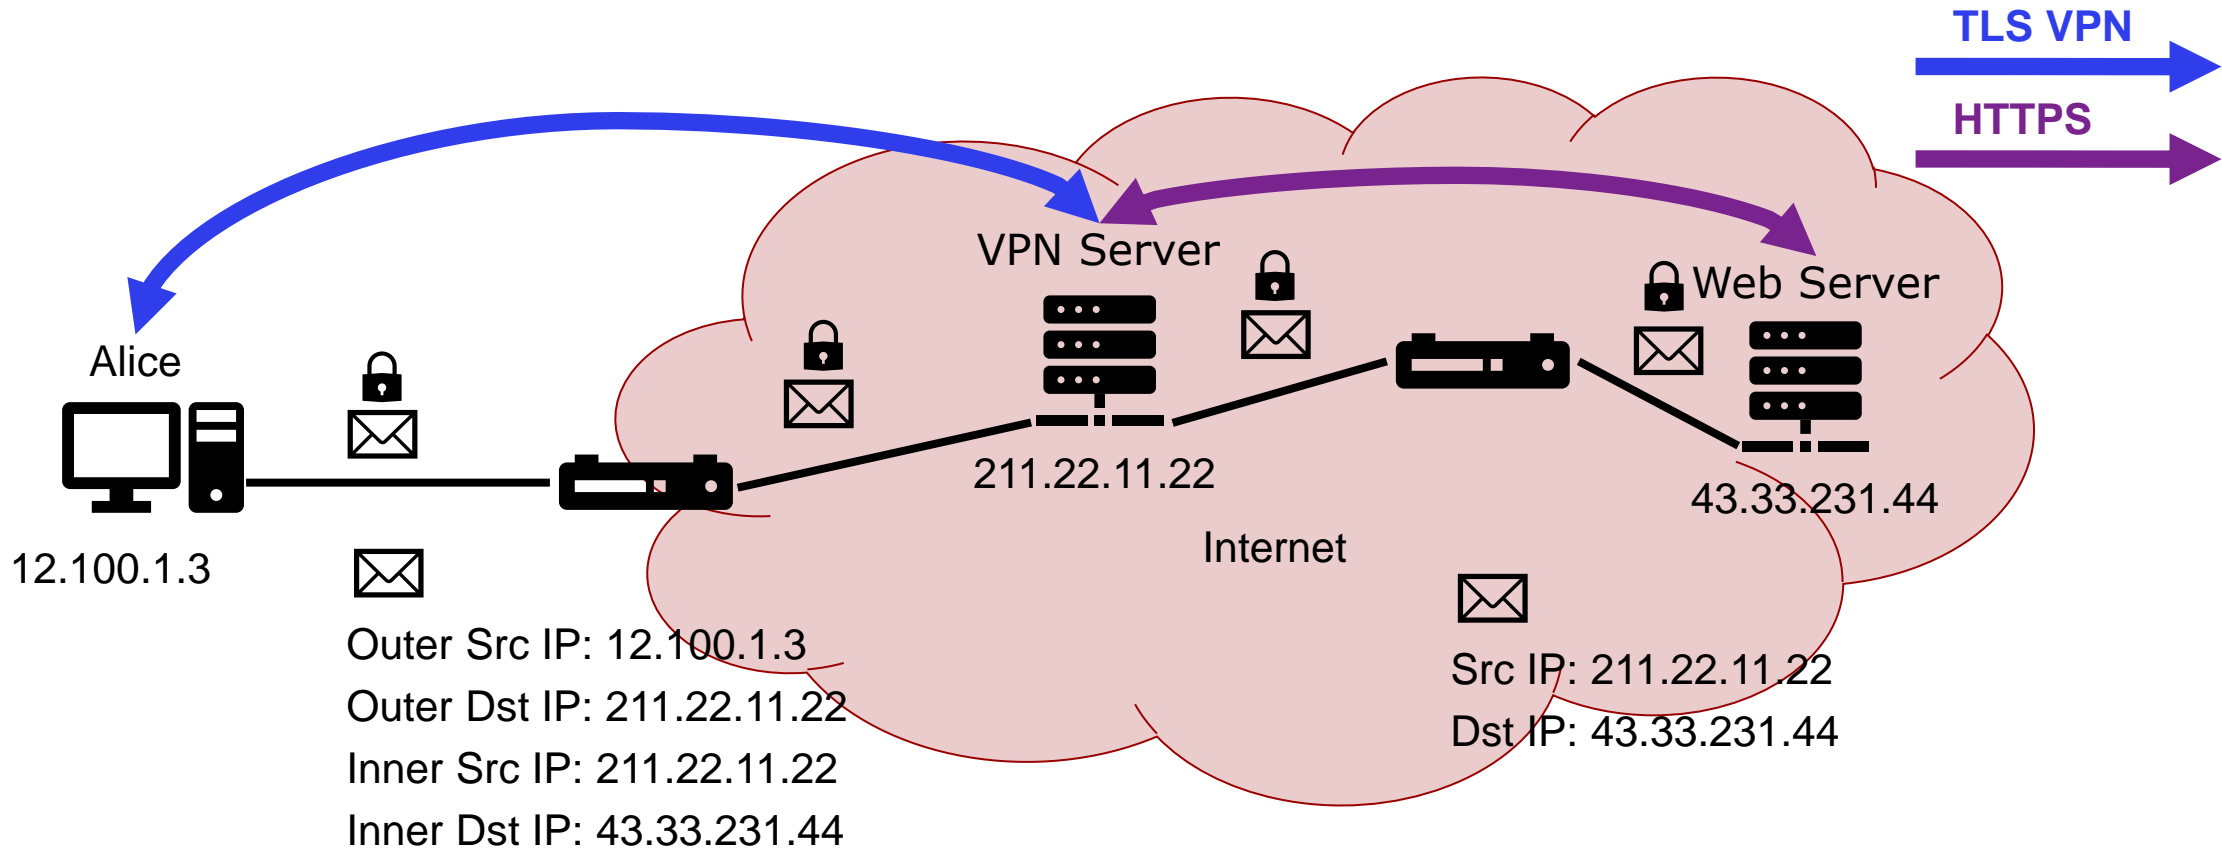 TLS VPN
HTTPS
VPN Server
Web Server
Alice
211.22.11.22
43.33.231.44
Internet
12.100.1.3
Outer Src IP: 12.100.1.3
Outer Dst IP: 211.22.11.22
Inner Src IP: 211.22.11.22
Inner Dst IP: 43.33.231.44
Src IP: 211.22.11.22
Dst IP: 43.33.231.44